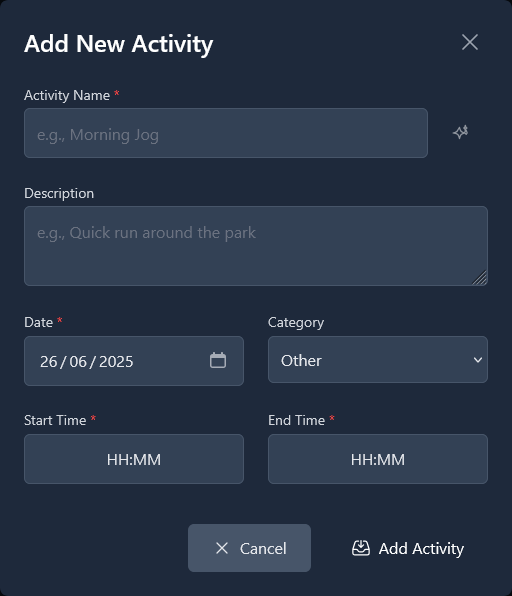 Add New Activity
Activity Name *
e.g., Morning Jog
Description
e.g., Quick run around the park
Date * Category
26/06/2025 Other
Start Time * End Time *
HH:MM HH:MM
Cancel Add Activity